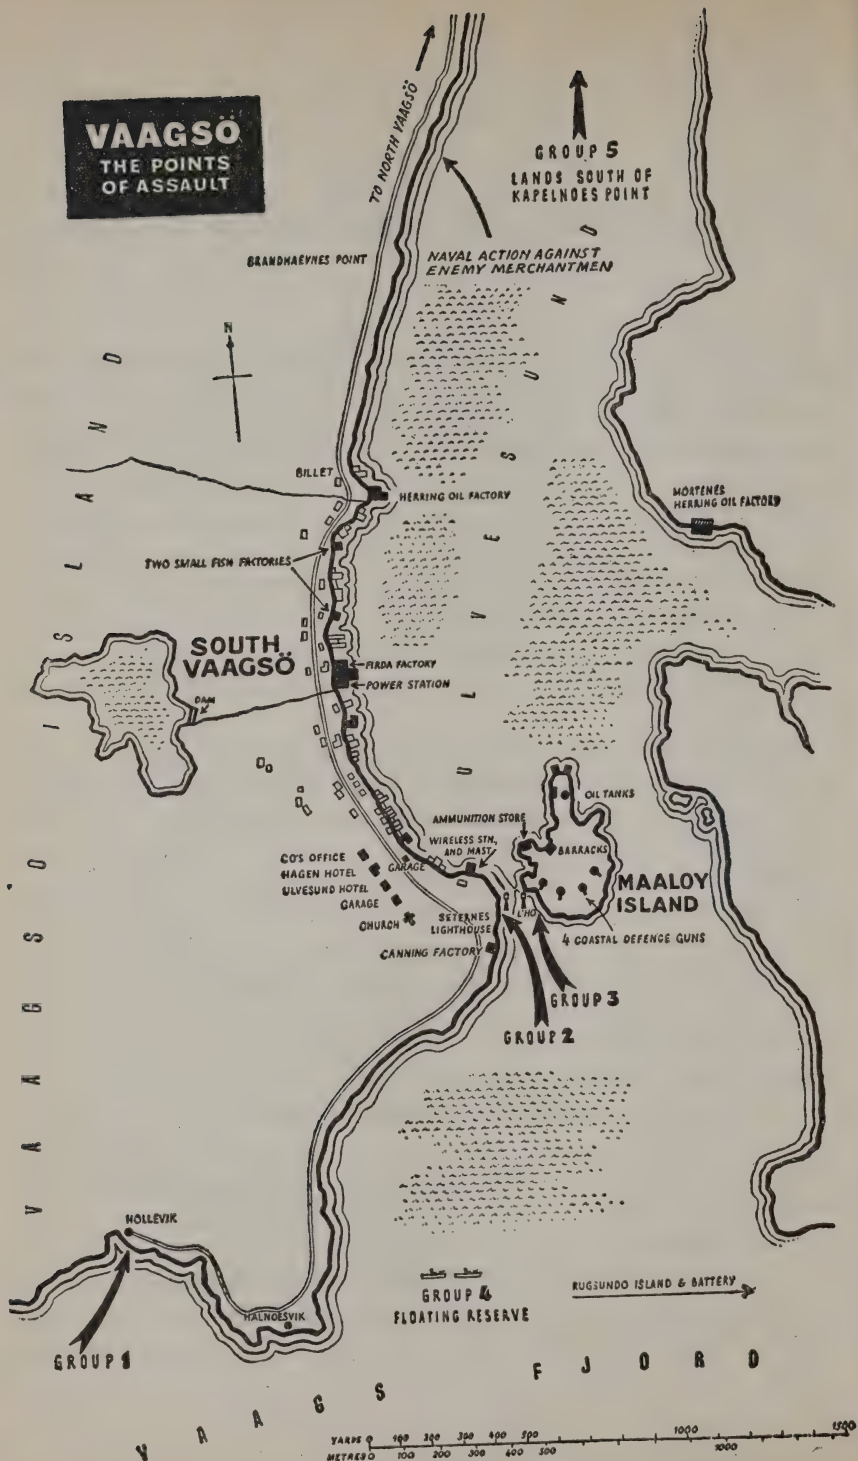 VAAGSÖ
THE POINTS
OF ASSAULT
TO NORTH VAAGSÖ
GROUP 5
LANDS SOUTH OF
KAPELNOES POINT
BRANDHAEVNES POINT
NAVAL ACTION AGAINST
ENEMY MERCHANTMEN
N
BILLET
HERRING OIL FACTORY
MORTENES
HERRING OIL FACTORY
TWO SMALL FISH FACTORIES
SOUTH
VAAGSÖ
FIRDA FACTORY
POWER STATION
DAM
OIL TANKS
AMMUNITION STORE
WIRELESS STN.
AND MAST
BARRACKS
CO'S OFFICE
HAGEN HOTEL
ULVESUND HOTEL
GARAGE
CHURCH
GARAGE
MAALOY
ISLAND
SETERNES
LIGHTHOUSE
L'HO
4 COASTAL DEFENCE GUNS
CANNING FACTORY
GROUP 3
GROUP 2
ULVESUND
VAAGSO ISLAND
HOLLEVIK
HALNOESVIK
GROUP 1
GROUP 4
FLOATING RESERVE
RUGSUNDO ISLAND & BATTERY
VAAGS FJORD
YARDS 0 100 200 300 400 500 1000 1500
METRES 0 100 200 300 400 500 1000